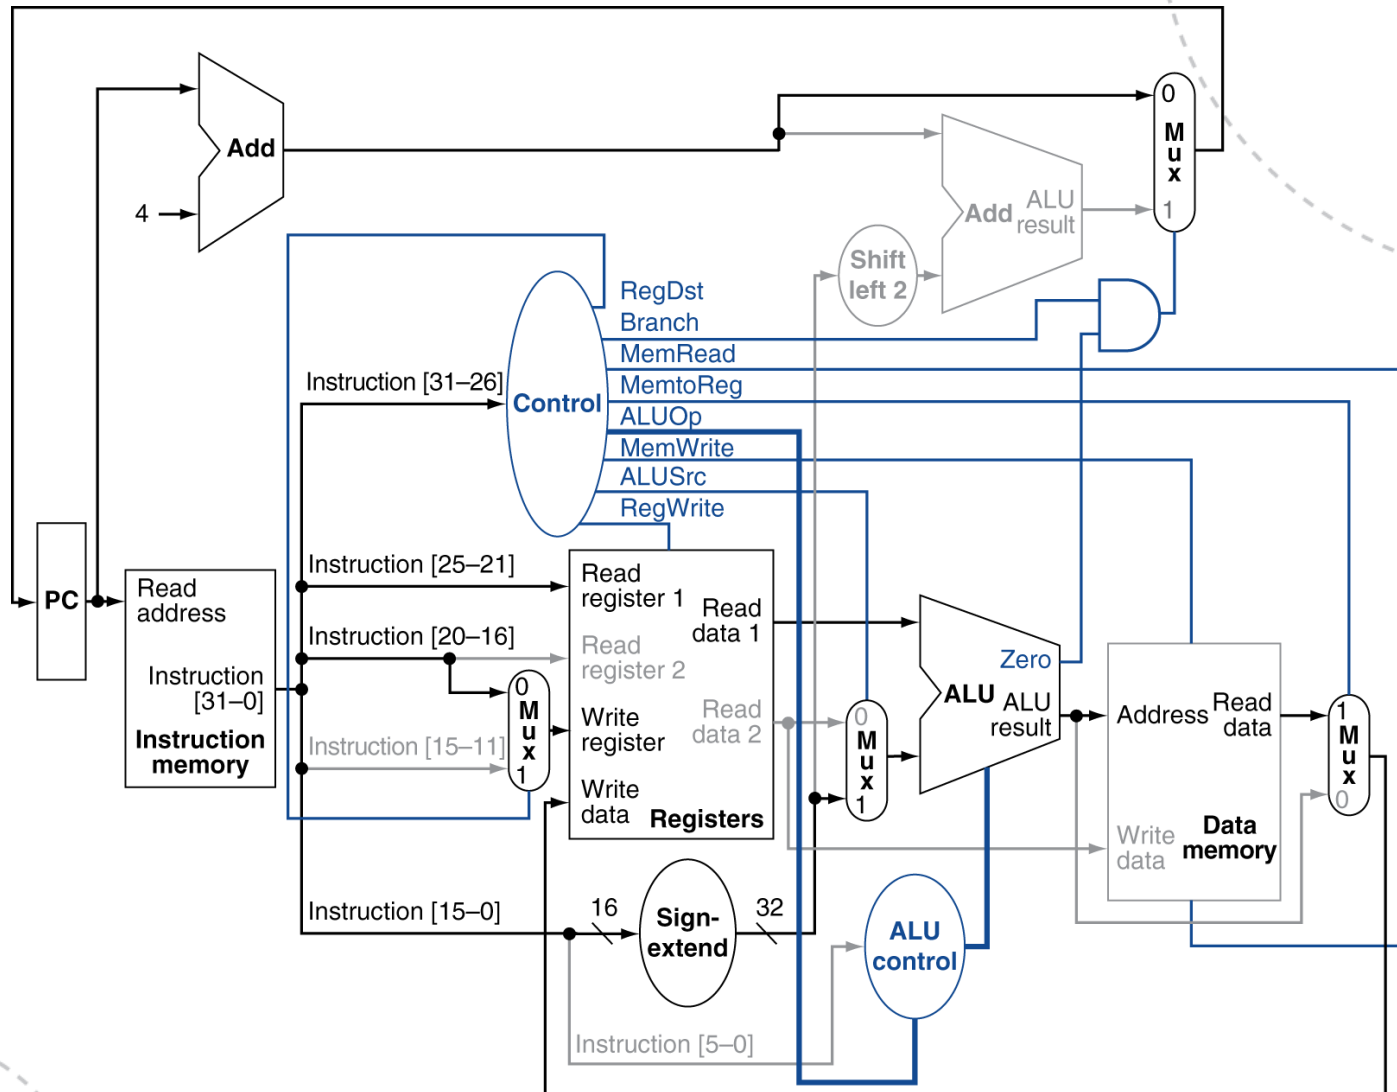 0
M
u
x
1
Add
4
Add
ALU
result
Shift
left 2
RegDst
Branch
MemRead
MemtoReg
ALUOp
MemWrite
ALUSrc
RegWrite
Instruction [31–26]
Control
PC
Read
address
Instruction
[31–0]
Instruction
memory
Instruction [25–21]
Instruction [20–16]
Instruction [15–11]
0
M
u
x
1
Read
register 1
Read
register 2
Write
register
Write
data
Read
data 1
Read
data 2
Registers
0
M
u
x
1
Zero
ALU
ALU
result
Address
Read
data
Write
data
Data
memory
1
M
u
x
0
Instruction [15–0]
16
Sign-
extend
32
ALU
control
Instruction [5–0]